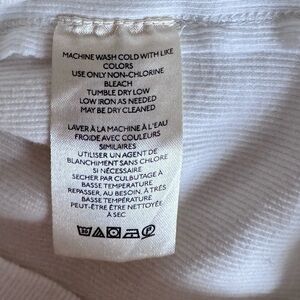 MACHINE WASH COLD WITH LIKE
COLORS
USE ONLY NON-CHLORINE
BLEACH
TUMBLE DRY LOW
LOW IRON AS NEEDED
MAY BE DRY CLEANED
LAVER À LA MACHINE À L'EAU
FROIDE AVEC COULEURS
SIMILAIRES
UTILISER UN AGENT DE
BLANCHIMENT SANS CHLORE
SI NÉCESSAIRE
SECHER PAR CULBUTAGE À
BASSE TEMPÉRATURE
REPASSER, AU BESOIN, À TRÈS
BASSE TEMPÉRATURE
PEUT-ÊTRE ÊTRE NETTOYÉE
À SEC